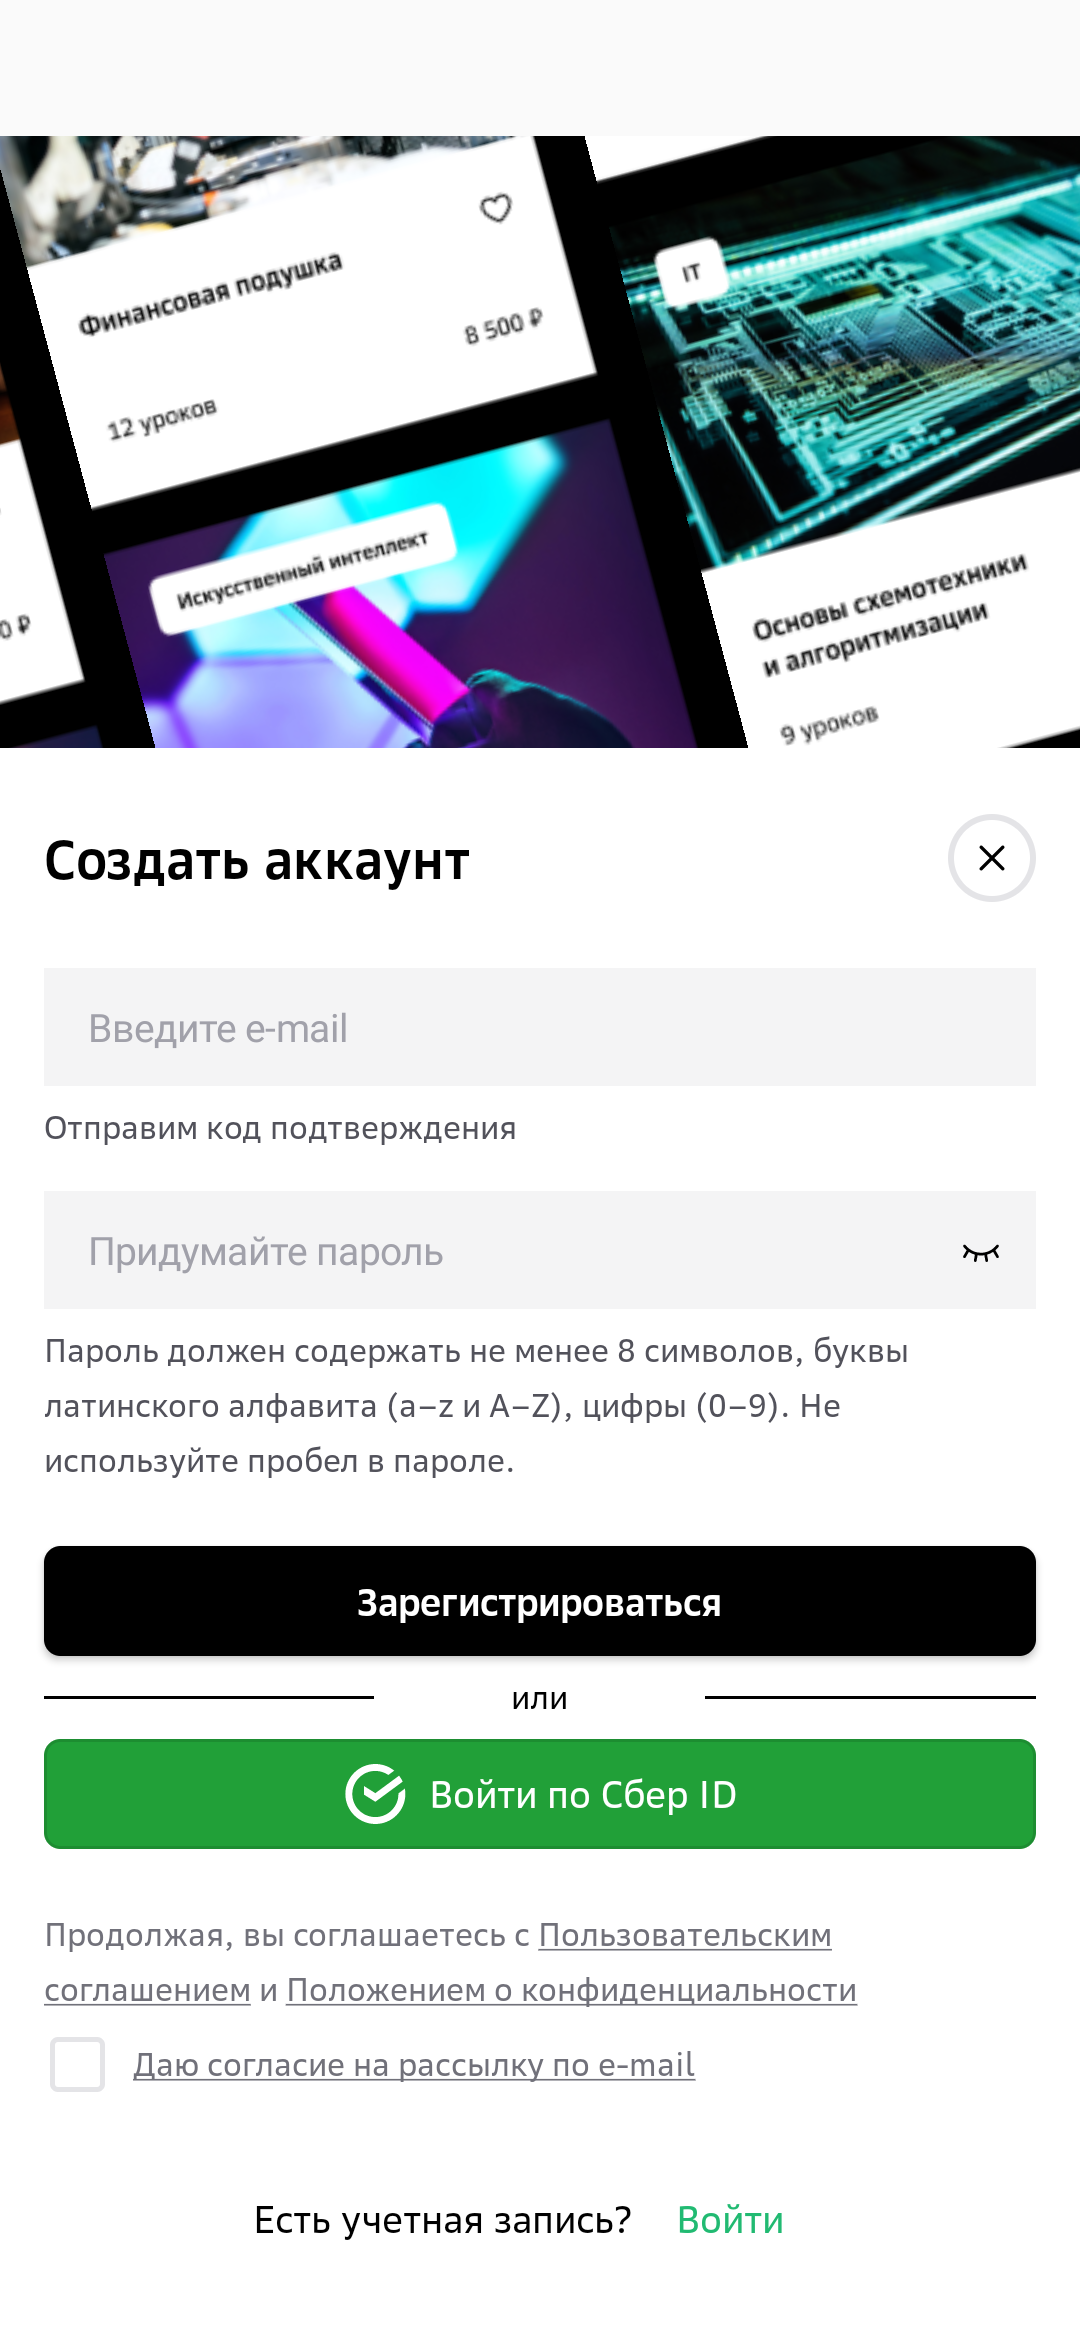 Финансовая подушка
8 500 ₽
12 уроков
IT
Искусственный интеллект
0 ₽
Основы схемотехники
и алгоритмизации
9 уроков
Создать аккаунт
Введите e-mail
Отправим код подтверждения
Придумайте пароль
Пароль должен содержать не менее 8 символов, буквы
латинского алфавита (a–z и A–Z), цифры (0–9). Не
используйте пробел в пароле.
Зарегистрироваться
или
Войти по Сбер ID
Продолжая, вы соглашаетесь с Пользовательским
соглашением и Положением о конфиденциальности
Даю согласие на рассылку по e-mail
Есть учетная запись? Войти